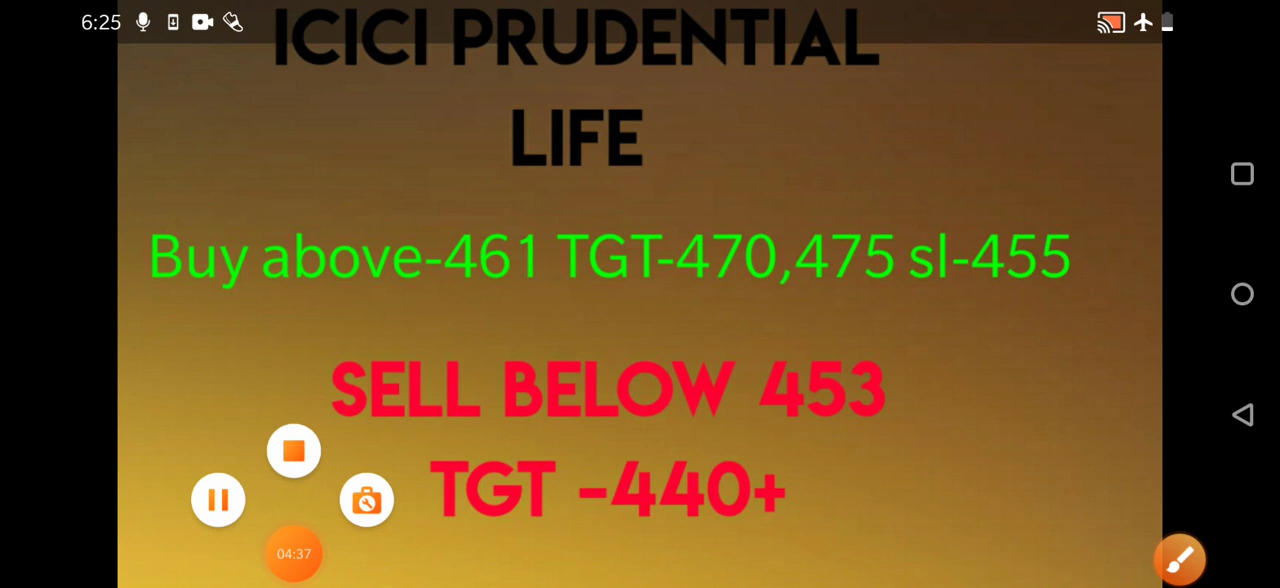 6:25
ICICI PRUDENTIAL
LIFE
Buy above-461 TGT-470,475 sl-455
SELL BELOW 453
TGT -440+
04:37